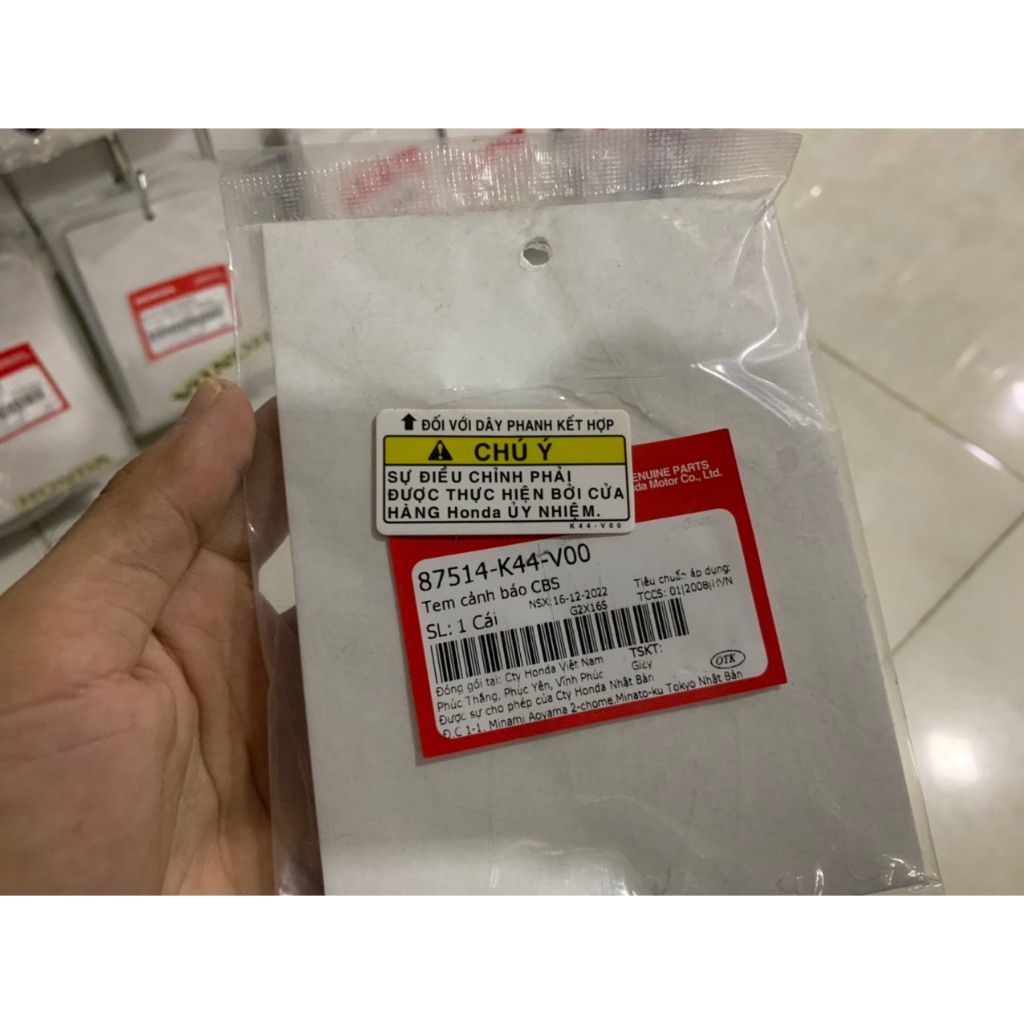 ĐỐI VỚI DÂY PHANH KẾT HỢP
CHÚ Ý
SỰ ĐIỀU CHỈNH PHẢI
ĐƯỢC THỰC HIỆN BỞI CỬA
HÀNG Honda ỦY NHIỆM.
K44-V00
ENUINE PARTS
da Motor Co., Ltd.
87514-K44-V00
Tem cảnh báo CBS
NSX: 16-12-2022
Tiêu chuẩn áp dụng:
SL: 1 Cái
G2X16S
TCCS: 01|2008|
Đóng gói tại: Cty Honda Việt Nam
TSKT:
Phúc Thắng, Phúc Yên, Vĩnh Phúc
Giấy
OTK
Được sự cho phép của Cty Honda Nhật Bản
Đ.C 1-1, Minami Aoyama 2-chome.Minato-ku Tokyo Nhật Bản